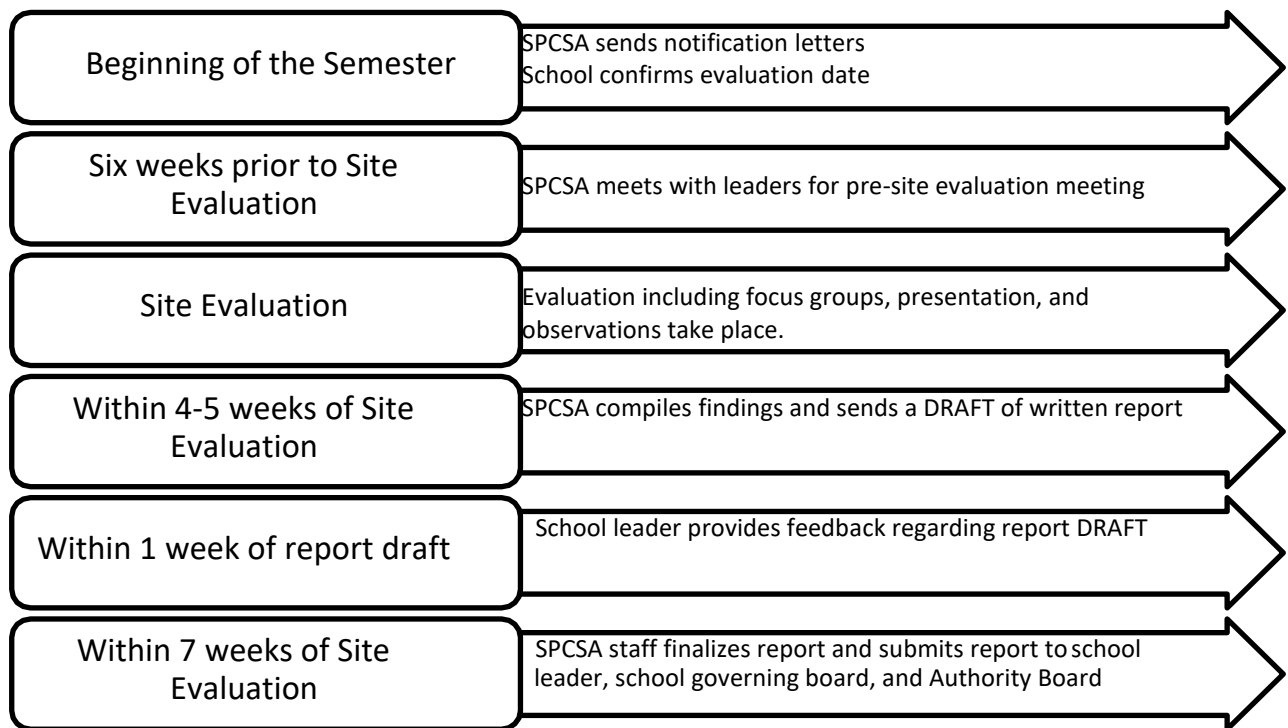 Beginning of the Semester
SPCSA sends notification letters
School confirms evaluation date
Six weeks prior to Site
Evaluation
SPCSA meets with leaders for pre-site evaluation meeting
Site Evaluation
Evaluation including focus groups, presentation, and
observations take place.
Within 4-5 weeks of Site
Evaluation
SPCSA compiles findings and sends a DRAFT of written report
Within 1 week of report draft
School leader provides feedback regarding report DRAFT
Within 7 weeks of Site
Evaluation
SPCSA staff finalizes report and submits report to school
leader, school governing board, and Authority Board